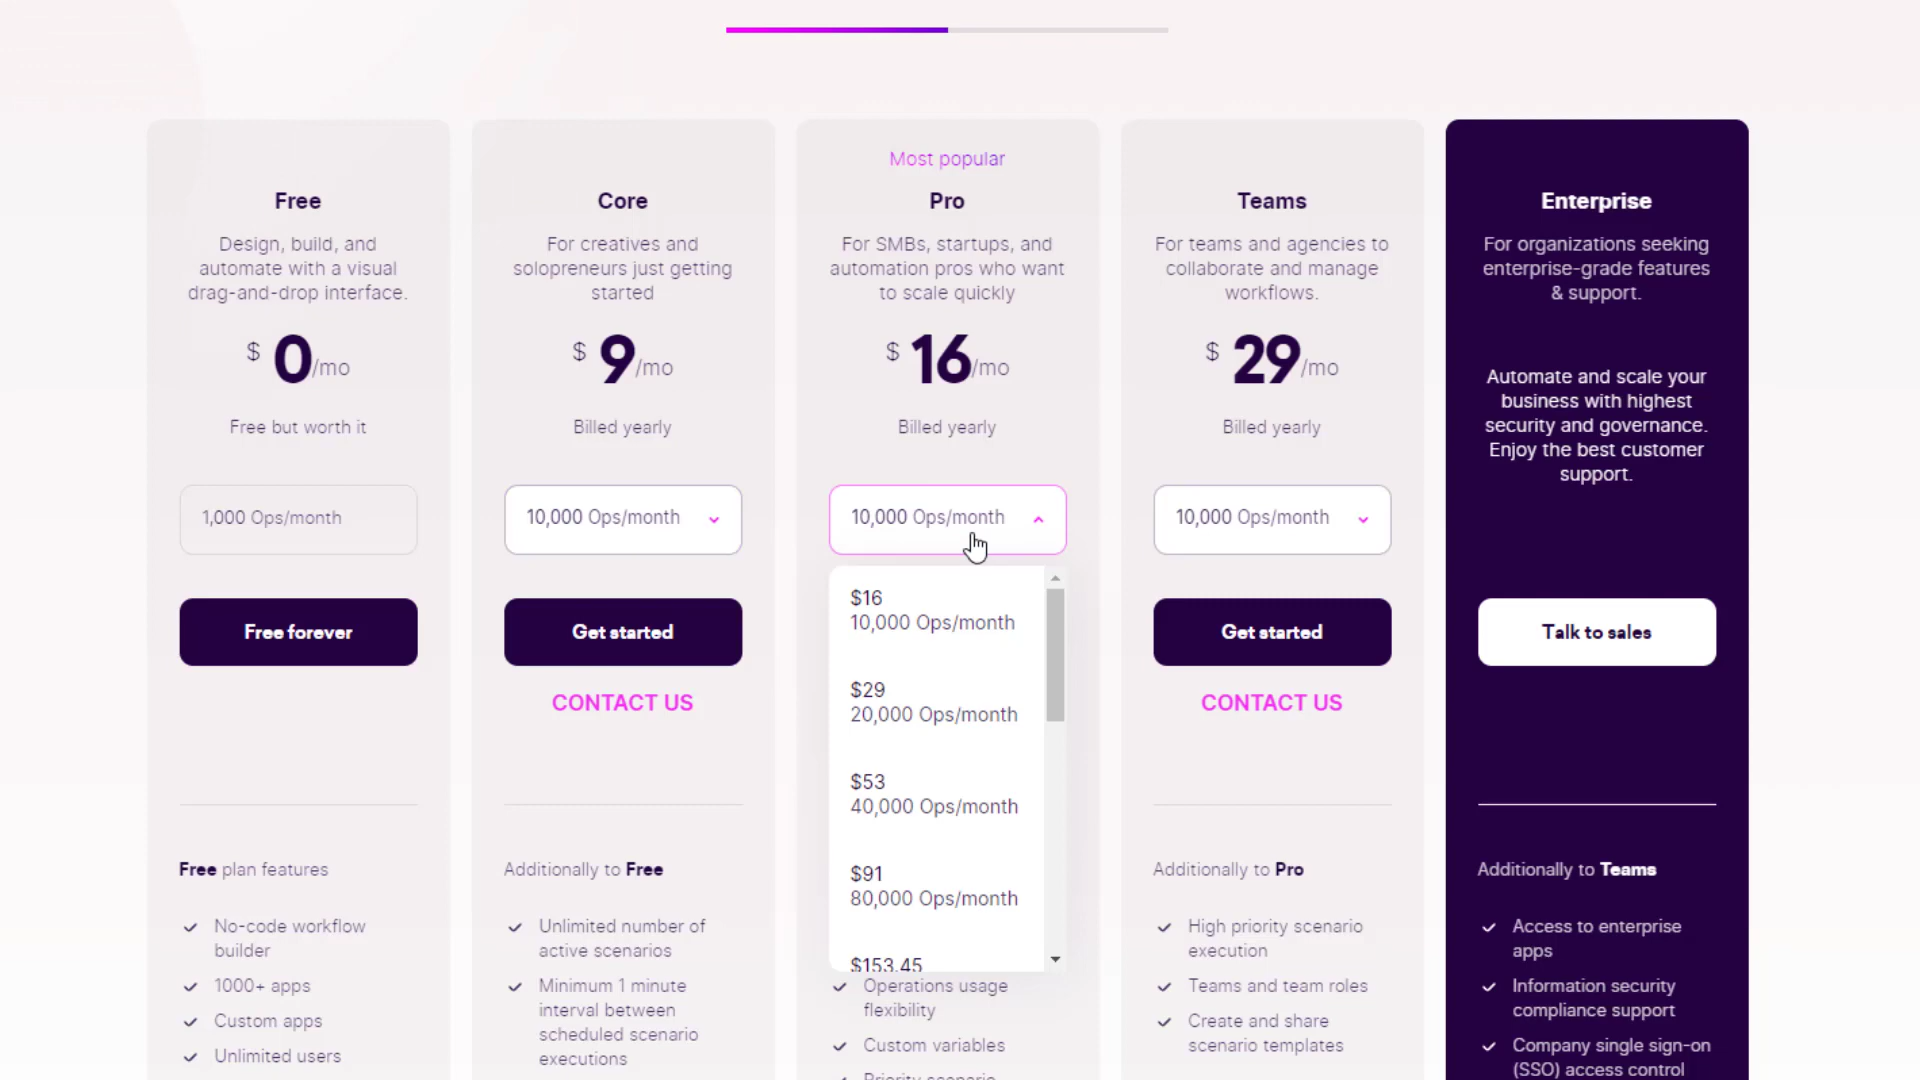 Free
Design, build, and
automate with a visual
drag-and-drop interface.
$ 0/mo
Free but worth it
1,000 Ops/month
Free forever
Free plan features
No-code workflow
builder
1000+ apps
Custom apps
Unlimited users
Core
For creatives and
solopreneurs just getting
started
$ 9/mo
Billed yearly
10,000 Ops/month
Get started
CONTACT US
Additionally to Free
Unlimited number of
active scenarios
Minimum 1 minute
interval between
scheduled scenario
executions
Most popular
Pro
For SMBs, startups, and
automation pros who want
to scale quickly
$ 16/mo
Billed yearly
10,000 Ops/month
$16
10,000 Ops/month
$29
20,000 Ops/month
$53
40,000 Ops/month
$91
80,000 Ops/month
$153.45
Operations usage
flexibility
Custom variables
Priority scenario
Teams
For teams and agencies to
collaborate and manage
workflows.
$ 29/mo
Billed yearly
10,000 Ops/month
Get started
CONTACT US
Additionally to Pro
High priority scenario
execution
Teams and team roles
Create and share
scenario templates
Enterprise
For organizations seeking
enterprise-grade features
& support.
Automate and scale your
business with highest
security and governance.
Enjoy the best customer
support.
Talk to sales
Additionally to Teams
Access to enterprise
apps
Information security
compliance support
Company single sign-on
(SSO) access control